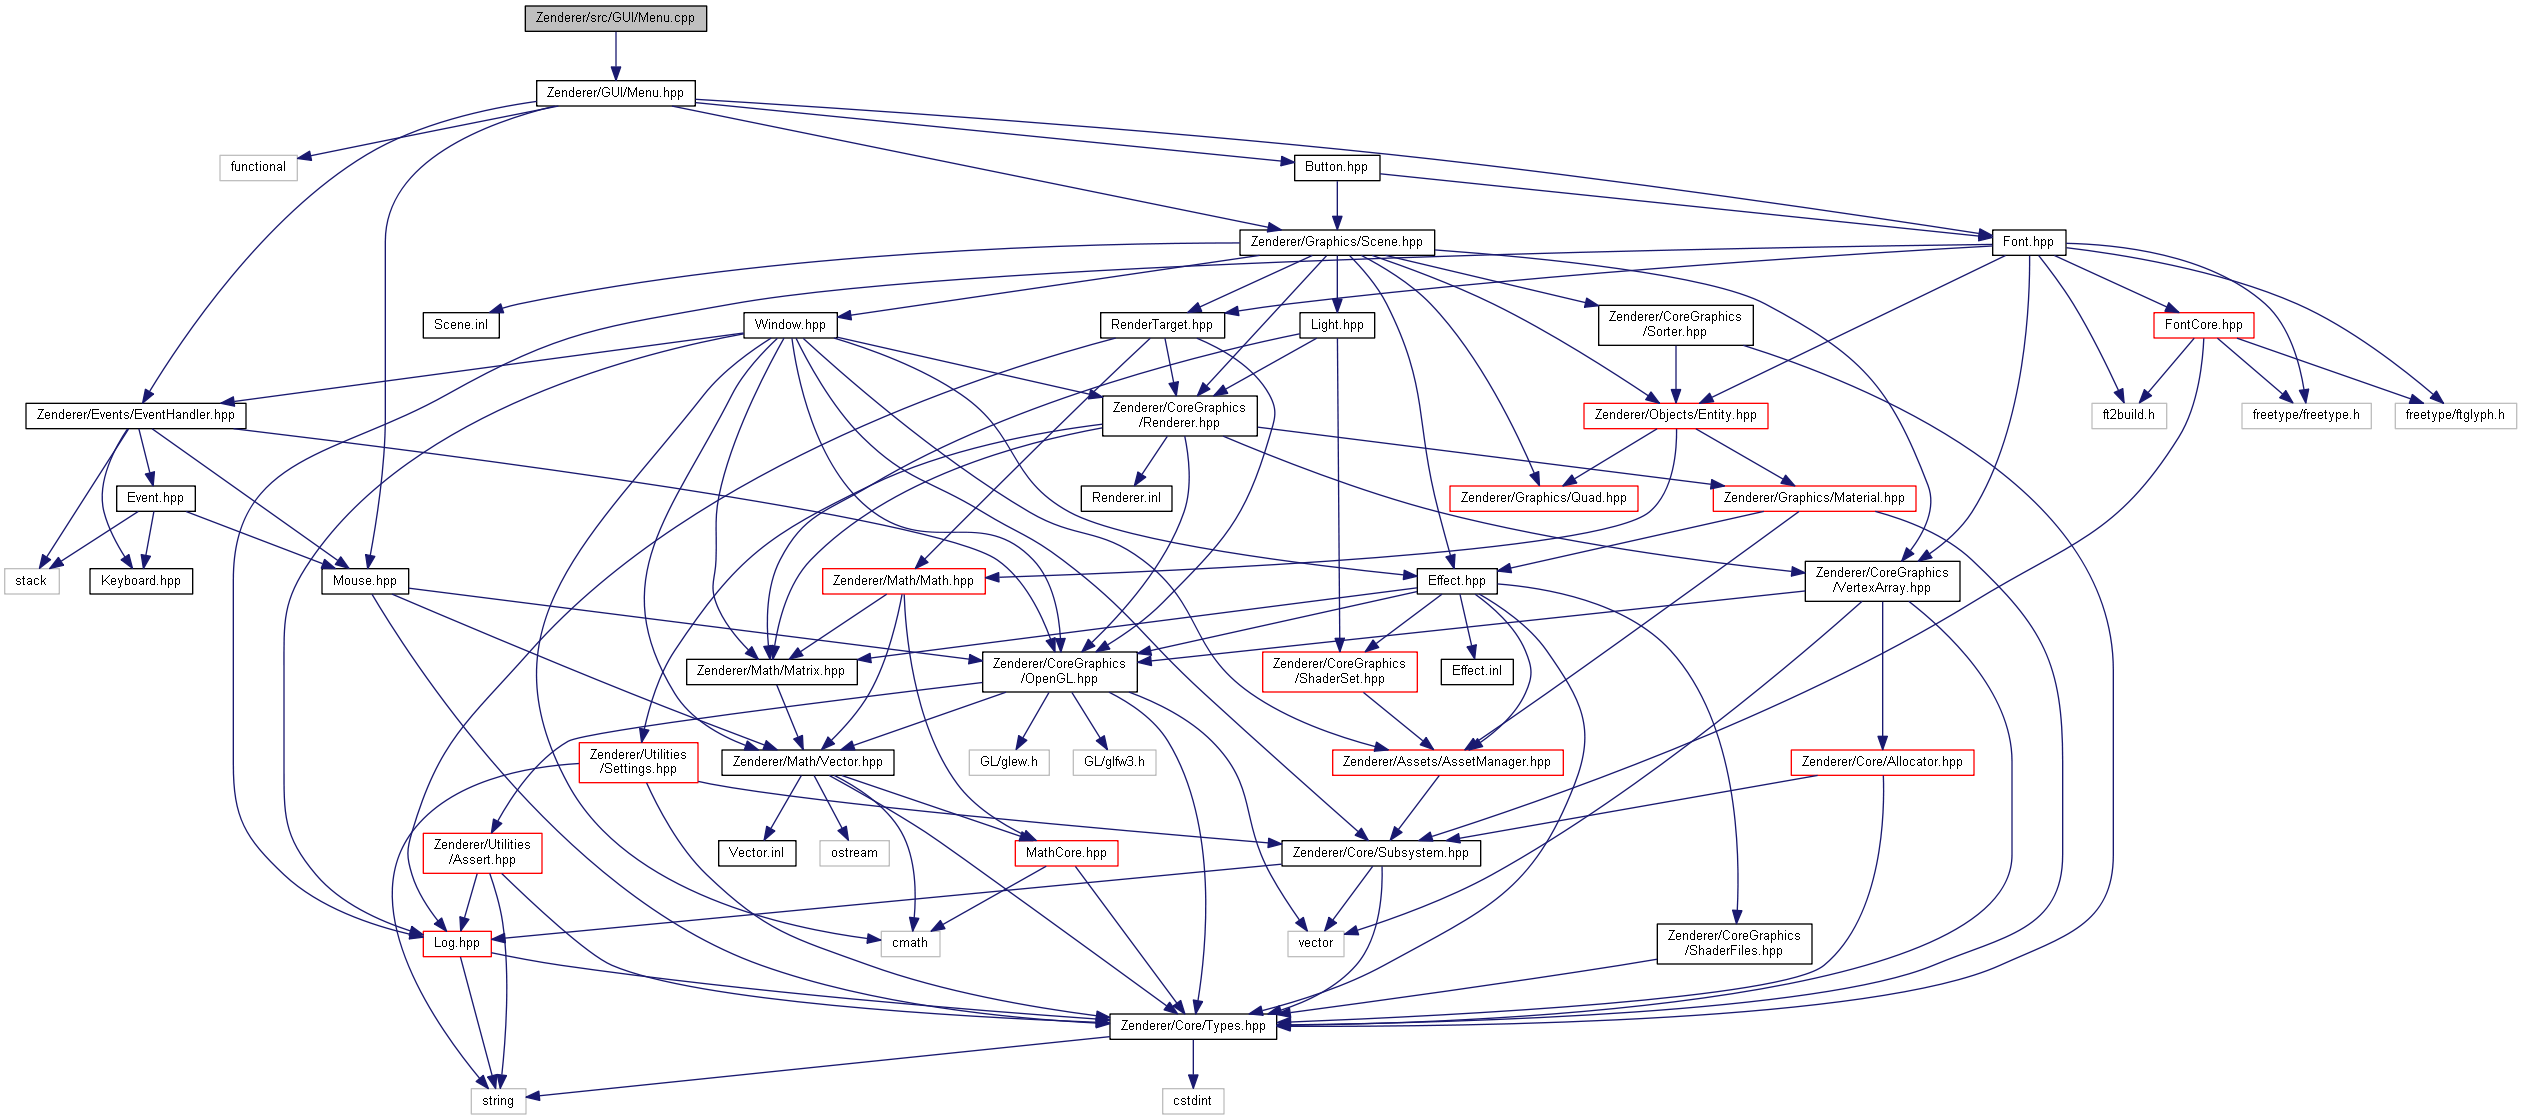 Zenderer/src/GUI/Menu.cpp
Zenderer/GUI/Menu.hpp
functional
Button.hpp
Zenderer/Graphics/Scene.hpp
Font.hpp
Scene.inl
Window.hpp
RenderTarget.hpp
Light.hpp
Zenderer/CoreGraphics
/Sorter.hpp
FontCore.hpp
Zenderer/Events/EventHandler.hpp
Zenderer/CoreGraphics
/Renderer.hpp
Zenderer/Objects/Entity.hpp
ft2build.h
freetype/freetype.h
freetype/ftglyph.h
Event.hpp
Renderer.inl
Zenderer/Graphics/Quad.hpp
Zenderer/Graphics/Material.hpp
stack
Keyboard.hpp
Mouse.hpp
Zenderer/Math/Math.hpp
Effect.hpp
Zenderer/CoreGraphics
/VertexArray.hpp
Zenderer/Math/Matrix.hpp
Zenderer/CoreGraphics
/OpenGL.hpp
Zenderer/CoreGraphics
/ShaderSet.hpp
Effect.inl
Zenderer/Utilities
/Settings.hpp
Zenderer/Math/Vector.hpp
GL/glew.h
GL/glfw3.h
Zenderer/Assets/AssetManager.hpp
Zenderer/Core/Allocator.hpp
Zenderer/Utilities
/Assert.hpp
Vector.inl
ostream
MathCore.hpp
Zenderer/Core/Subsystem.hpp
Log.hpp
cmath
vector
Zenderer/CoreGraphics
/ShaderFiles.hpp
Zenderer/Core/Types.hpp
string
cstdint